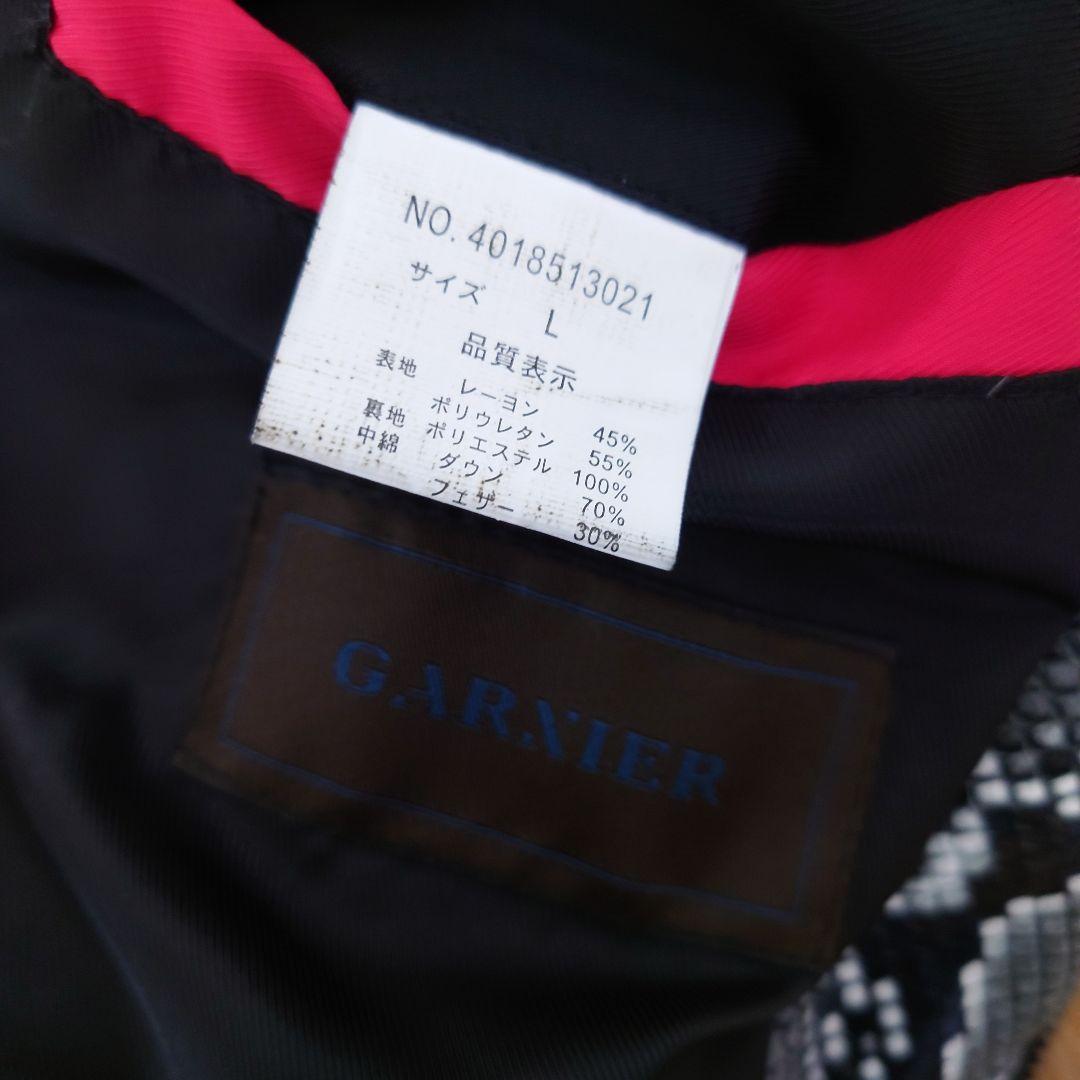 NO. 4018513021
サイズ L
品質表示
表地 レーヨン 45%
ポリウレタン 55%
裏地 ポリエステル 100%
中綿 ダウン 70%
フェザー 30%
GARNIER